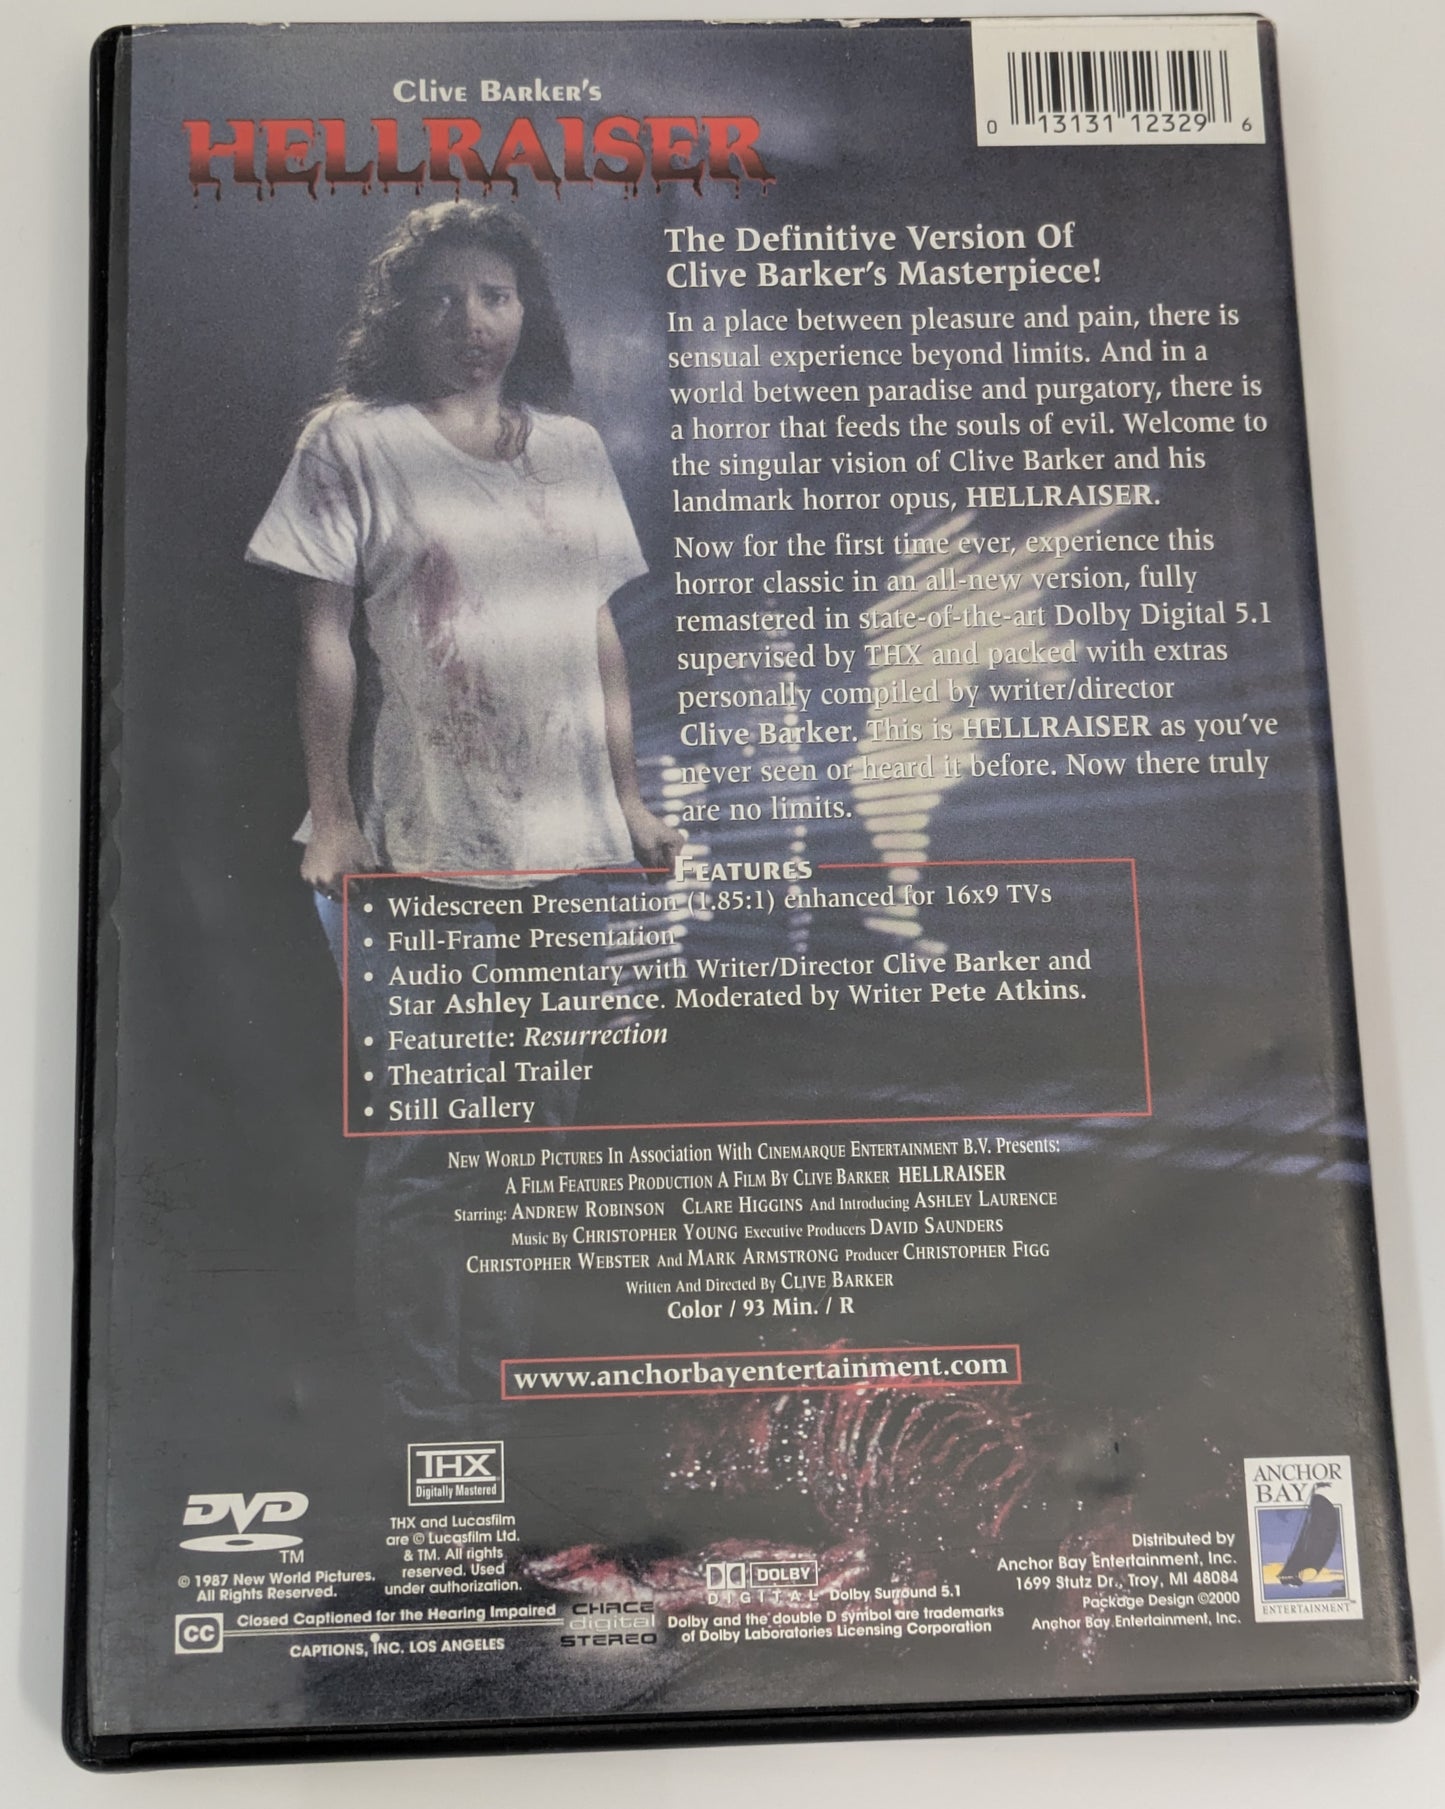 Clive Barker's
HELLRAISER
0 13131 12329 6
The Definitive Version Of
Clive Barker's Masterpiece!
In a place between pleasure and pain, there is
sensual experience beyond limits. And in a
world between paradise and purgatory, there is
a horror that feeds the souls of evil. Welcome to
the singular vision of Clive Barker and his
landmark horror opus, HELLRAISER.
Now for the first time ever, experience this
horror classic in an all-new version, fully
remastered in state-of-the-art Dolby Digital 5.1
supervised by THX and packed with extras
personally compiled by writer/director
Clive Barker. This is HELLRAISER as you've
never seen or heard it before. Now there truly
are no limits.
FEATURES
• Widescreen Presentation (1.85:1) enhanced for 16x9 TVs
• Full-Frame Presentation
• Audio Commentary with Writer/Director Clive Barker and
Star Ashley Laurence. Moderated by Writer Pete Atkins.
• Featurette: Resurrection
• Theatrical Trailer
• Still Gallery
NEW WORLD PICTURES In Association With CINEMARQUE ENTERTAINMENT B.V. Presents:
A FILM FEATURES PRODUCTION A FILM BY CLIVE BARKER HELLRAISER
Starring: ANDREW ROBINSON CLARE HIGGINS And Introducing ASHLEY LAURENCE
Music By CHRISTOPHER YOUNG Executive Producers DAVID SAUNDERS
CHRISTOPHER WEBSTER And MARK ARMSTRONG Producer CHRISTOPHER FIGG
Written And Directed By CLIVE BARKER
Color / 93 Min. / R
www.anchorbayentertainment.com
DVD
TM
© 1987 New World Pictures.
All Rights Reserved.
THX
Digitally Mastered
THX and Lucasfilm
are © Lucasfilm Ltd.
& TM. All rights
reserved. Used
under authorization.
CC
Closed Captioned for the Hearing Impaired
CAPTIONS, INC. LOS ANGELES
CHACE
digital
STEREO
DOLBY
DIGITAL Dolby Surround 5.1
Dolby and the double D symbol are trademarks
of Dolby Laboratories Licensing Corporation
Distributed by
Anchor Bay Entertainment, Inc.
1699 Stutz Dr., Troy, MI 48084
Package Design ©2000
Anchor Bay Entertainment, Inc.
ANCHOR
BAY
ENTERTAINMENT